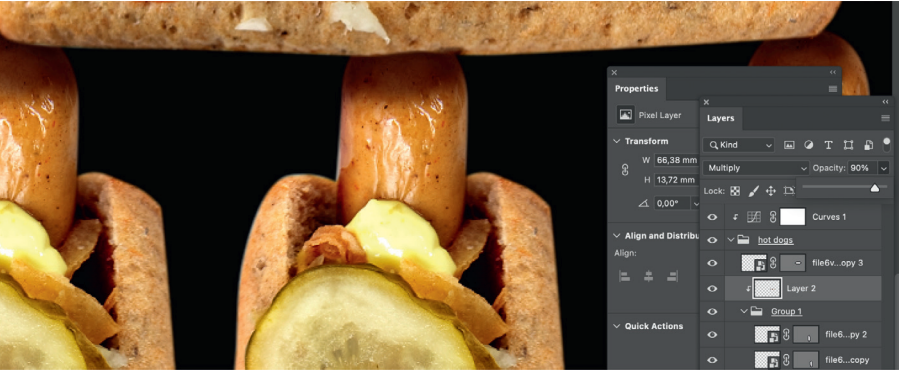 Properties
Pixel Layer
Transform
W 66,38 mm
H 13,72 mm
0,00°
Align and Distribu
Align:
Quick Actions
Layers
Kind
Multiply Opacity: 90%
Lock:
Curves 1
hot dogs
file6v...opy 3
Layer 2
Group 1
file6...py 2
file6...copy